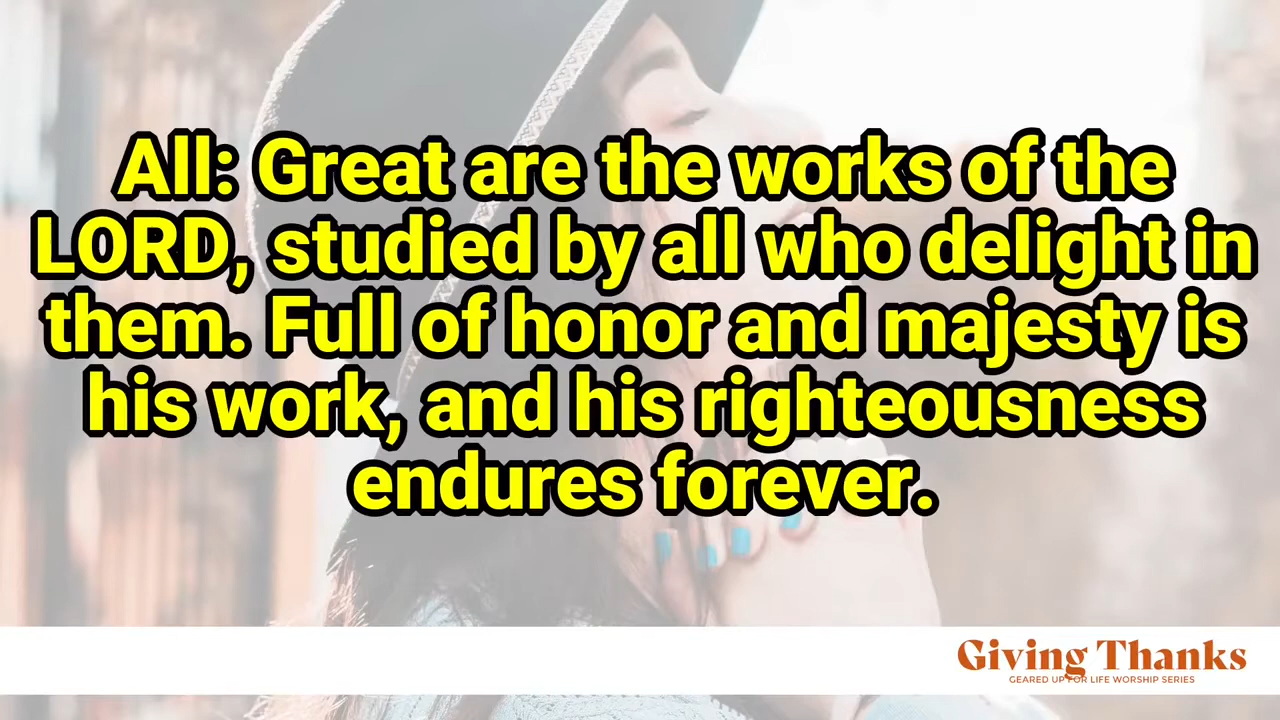 All: Great are the works of the
LORD, studied by all who delight in
them. Full of honor and majesty is
his work, and his righteousness
endures forever.
Giving Thanks
GEARED UP FOR LIFE WORSHIP SERIES